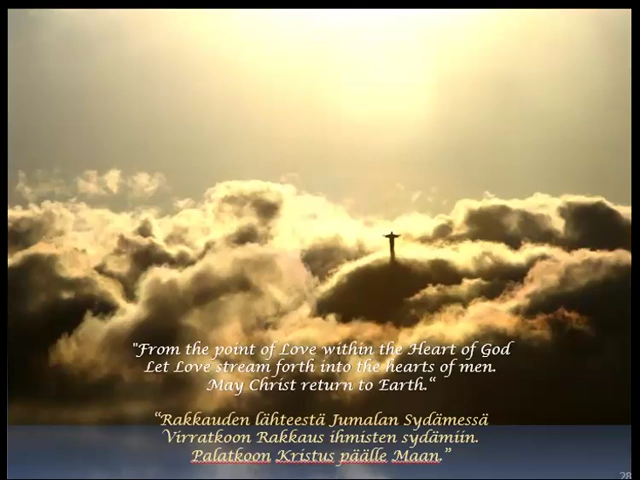 "From the point of Love within the Heart of God
Let Love stream forth into the hearts of men.
May Christ return to Earth.“
“Rakkauden lähteestä Jumalan Sydämessä
Virratkoon Rakkaus ihmisten sydämiin.
Palatkoon Kristus päälle Maan.”
28